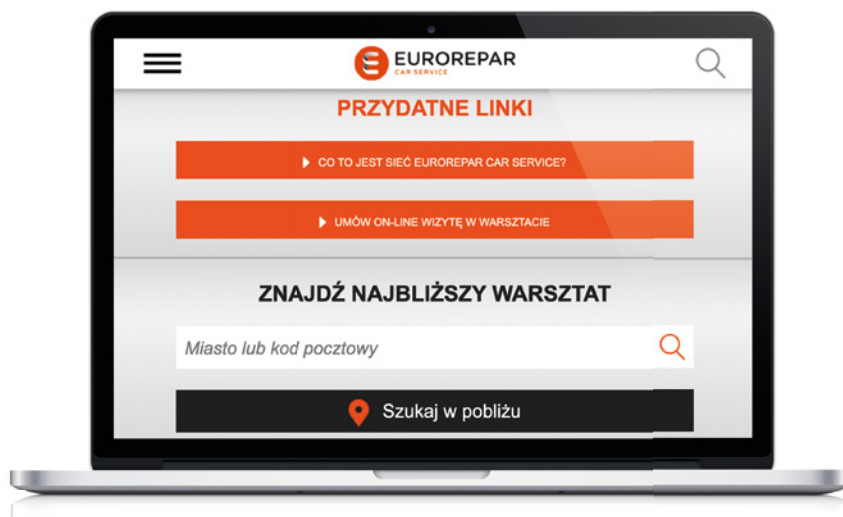 EUROREPAR
CAR SERVICE
PRZYDATNE LINKI
CO TO JEST SIEĆ EUROREPAR CAR SERVICE?
UMÓW ON-LINE WIZYTĘ W WARSZTACIE
ZNAJDŹ NAJBLIŻSZY WARSZTAT
Miasto lub kod pocztowy
Szukaj w pobliżu